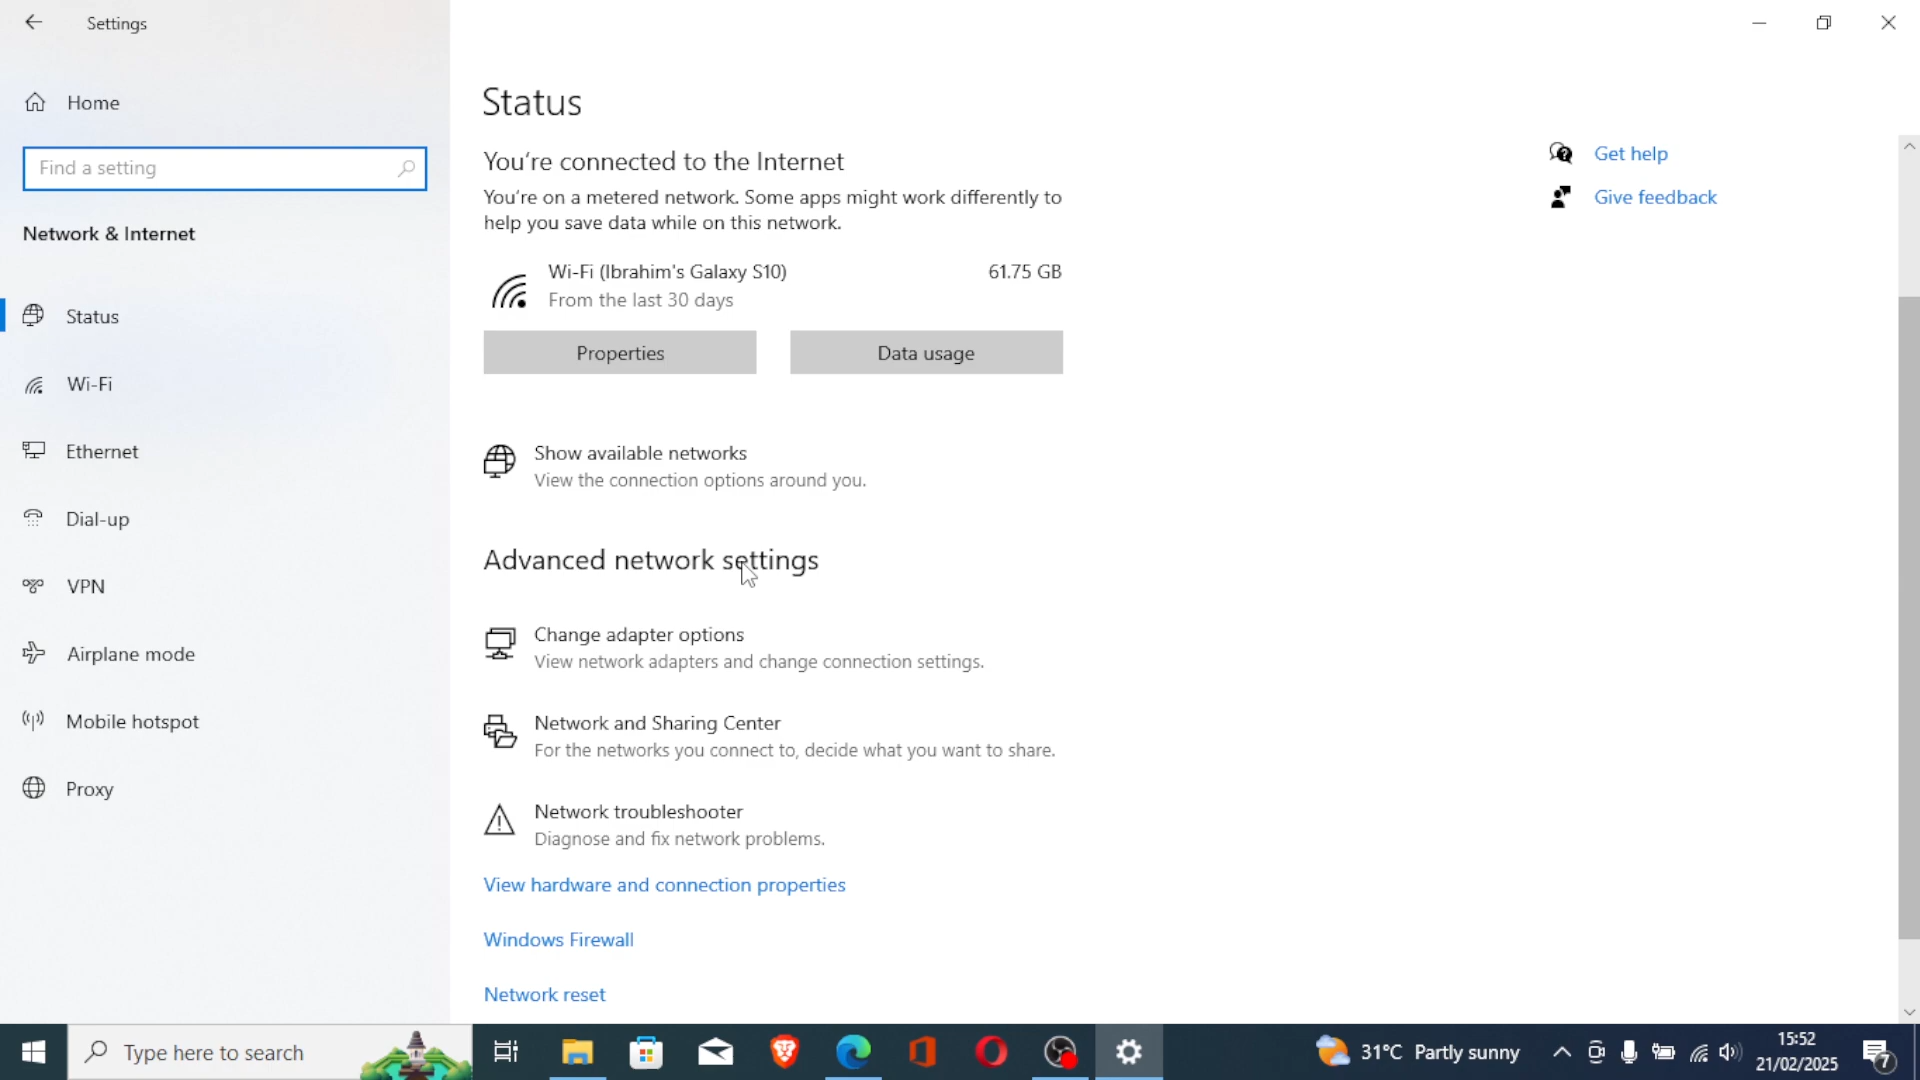 Settings
Home
Find a setting
Network & Internet
Status
Wi-Fi
Ethernet
Dial-up
VPN
Airplane mode
Mobile hotspot
Proxy
Status
You're connected to the Internet
You're on a metered network. Some apps might work differently to
help you save data while on this network.
Wi-Fi (Ibrahim's Galaxy S10) 61.75 GB
From the last 30 days
Properties Data usage
Show available networks
View the connection options around you.
Advanced network settings
Change adapter options
View network adapters and change connection settings.
Network and Sharing Center
For the networks you connect to, decide what you want to share.
Network troubleshooter
Diagnose and fix network problems.
View hardware and connection properties
Windows Firewall
Network reset
Get help
Give feedback
Type here to search
31°C Partly sunny
15:52
21/02/2025
7